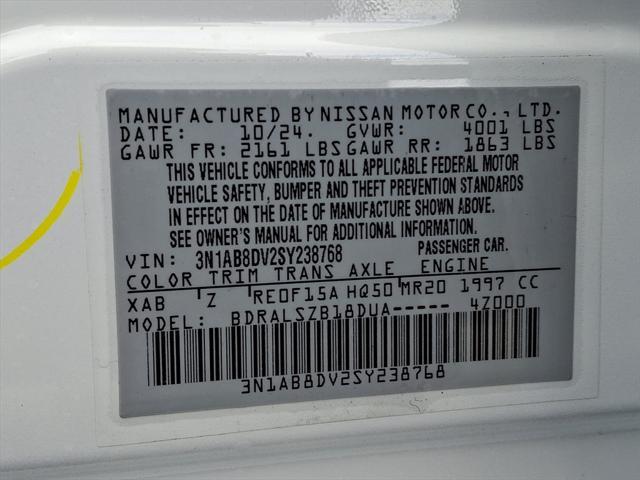 MANUFACTURED BY NISSAN MOTOR CO., LTD.
DATE: 10/24. GVWR: 4001 LBS
GAWR FR: 2161 LBS GAWR RR: 1863 LBS
THIS VEHICLE CONFORMS TO ALL APPLICABLE FEDERAL MOTOR
VEHICLE SAFETY, BUMPER AND THEFT PREVENTION STANDARDS
IN EFFECT ON THE DATE OF MANUFACTURE SHOWN ABOVE.
SEE OWNER'S MANUAL FOR ADDITIONAL INFORMATION.
VIN: 3N1AB8DV2SY238768 PASSENGER CAR.
COLOR TRIM TRANS AXLE ENGINE
XAB Z RE0F15A HQ50 MR20 1997 CC
MODEL: BDRALSZB18DUA----- 4Z000
3N1AB8DV2SY238768